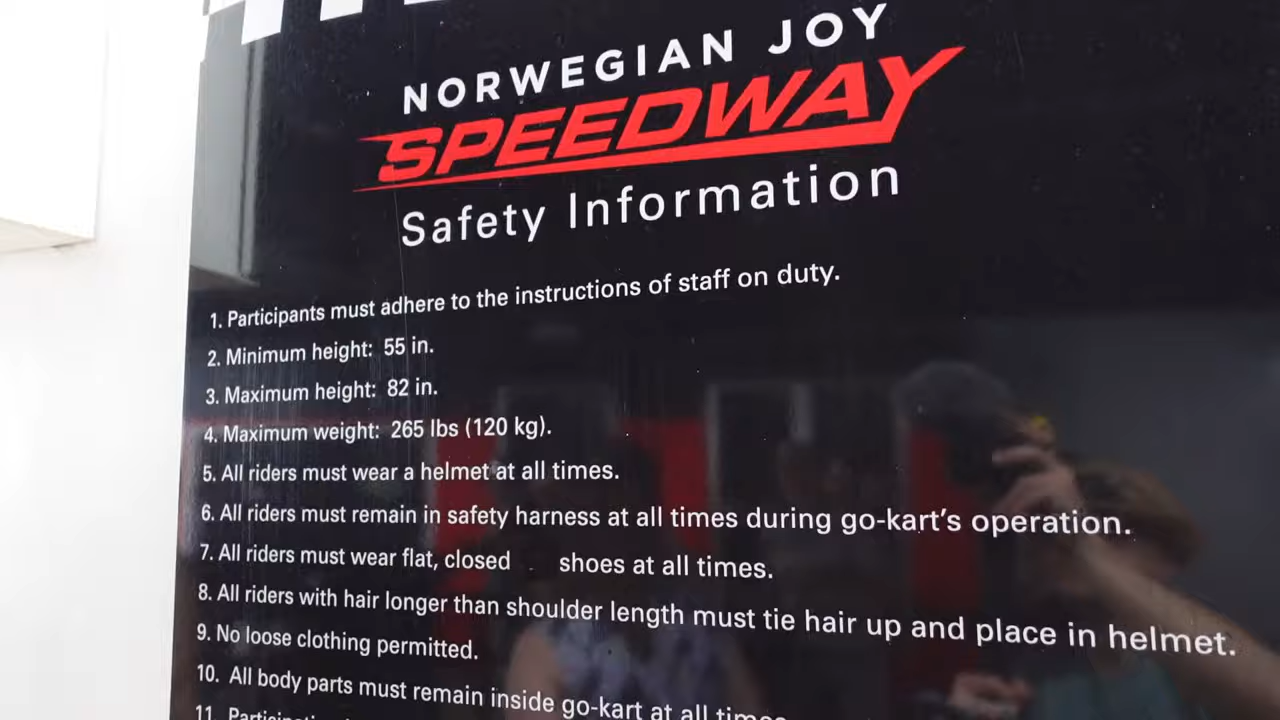 NORWEGIAN JOY
SPEEDWAY
Safety Information
1. Participants must adhere to the instructions of staff on duty.
2. Minimum height: 55 in.
3. Maximum height: 82 in.
4. Maximum weight: 265 lbs (120 kg).
5. All riders must wear a helmet at all times.
6. All riders must remain in safety harness at all times during go-kart's operation.
7. All riders must wear flat, closed shoes at all times.
8. All riders with hair longer than shoulder length must tie hair up and place in helmet.
9. No loose clothing permitted.
10. All body parts must remain inside go-kart at all times
11.